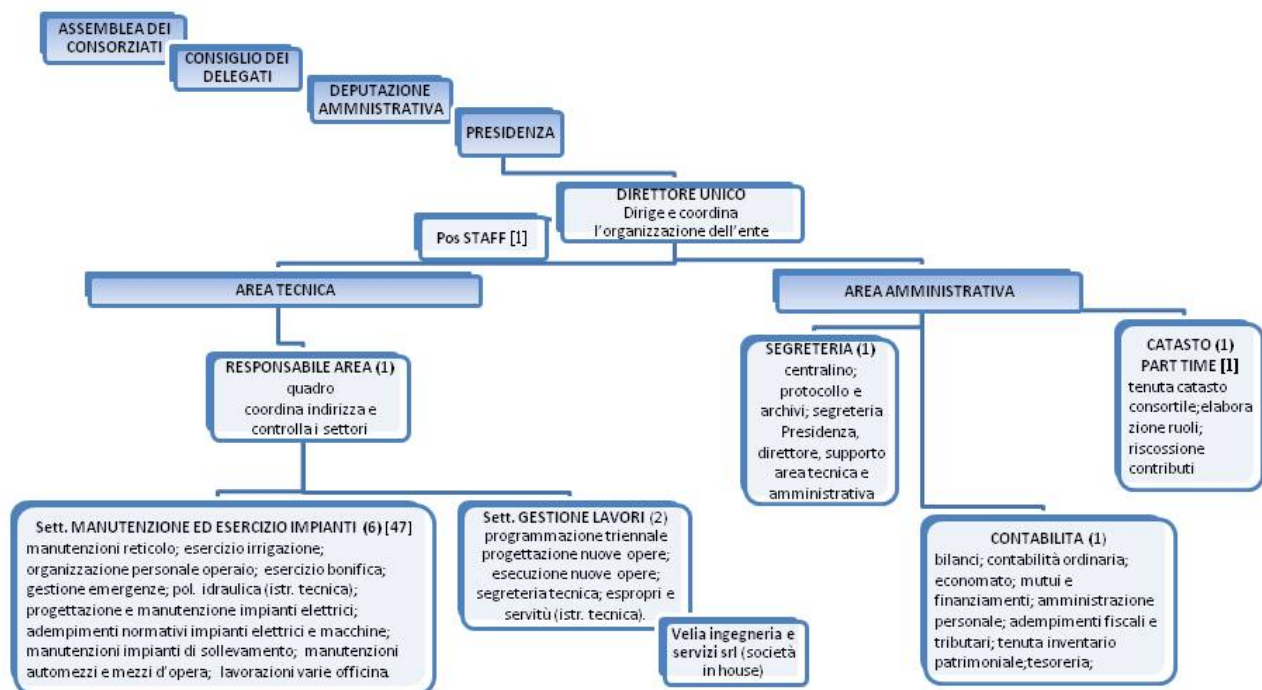 ASSEMBLEA DEI
CONSORZIATI
CONSIGLIO DEI
DELEGATI
DEPUTAZIONE
AMMNISTRATIVA
PRESIDENZA
DIRETTORE UNICO
Dirige e coordina
l'organizzazione dell'ente
Pos STAFF [1]
AREA TECNICA
AREA AMMINISTRATIVA
RESPONSABILE AREA (1)
quadro
coordina indirizza e
controlla i settori
SEGRETERIA (1)
centralino;
protocollo e
archivi; segreteria
Presidenza,
direttore, supporto
area tecnica e
amministrativa
CATASTO (1)
PART TIME [1]
tenuta catasto
consortile;elabora
zione ruoli;
riscossione
contributi
Sett. MANUTENZIONE ED ESERCIZIO IMPIANTI (6) [47]
manutenzioni reticolo; esercizio irrigazione;
organizzazione personale operaio; esercizio bonifica;
gestione emergenze; pol. idraulica (istr. tecnica);
progettazione e manutenzione impianti elettrici;
adempimenti normativi impianti elettrici e macchine;
manutenzioni impianti di sollevamento; manutenzioni
automezzi e mezzi d'opera; lavorazioni varie officina.
Sett. GESTIONE LAVORI (2)
programmazione triennale
progettazione nuove opere;
esecuzione nuove opere;
segreteria tecnica; espropri e
servitù (istr. tecnica).
Velia ingegneria e
servizi srl (società
in house)
CONTABILITA (1)
bilanci; contabilità ordinaria;
economato; mutui e
finanziamenti; amministrazione
personale; adempimenti fiscali e
tributari; tenuta inventario
patrimoniale;tesoreria;